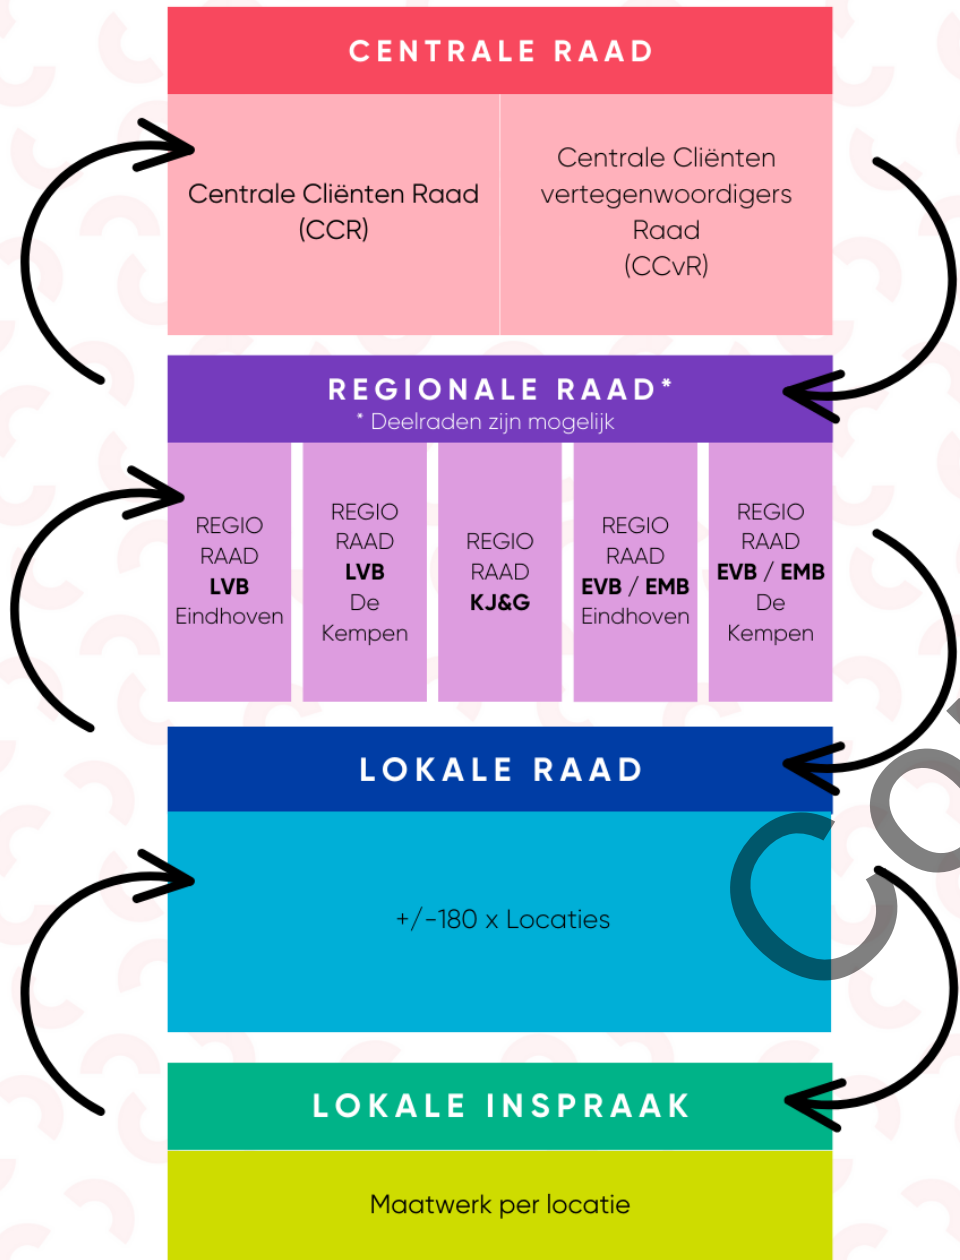 CENTRALE RAAD
Centrale Cliënten Raad
(CCR)
Centrale Cliënten
vertegenwoordigers
Raad
(CCvR)
REGIONALE RAAD*
* Deelraden zijn mogelijk
REGIO
RAAD
LVB
Eindhoven
REGIO
RAAD
LVB
De
Kempen
REGIO
RAAD
KJ&G
REGIO
RAAD
EVB / EMB
Eindhoven
REGIO
RAAD
EVB / EMB
De
Kempen
LOKALE RAAD
+/-180 x Locaties
LOKALE INSPRAAK
Maatwerk per locatie